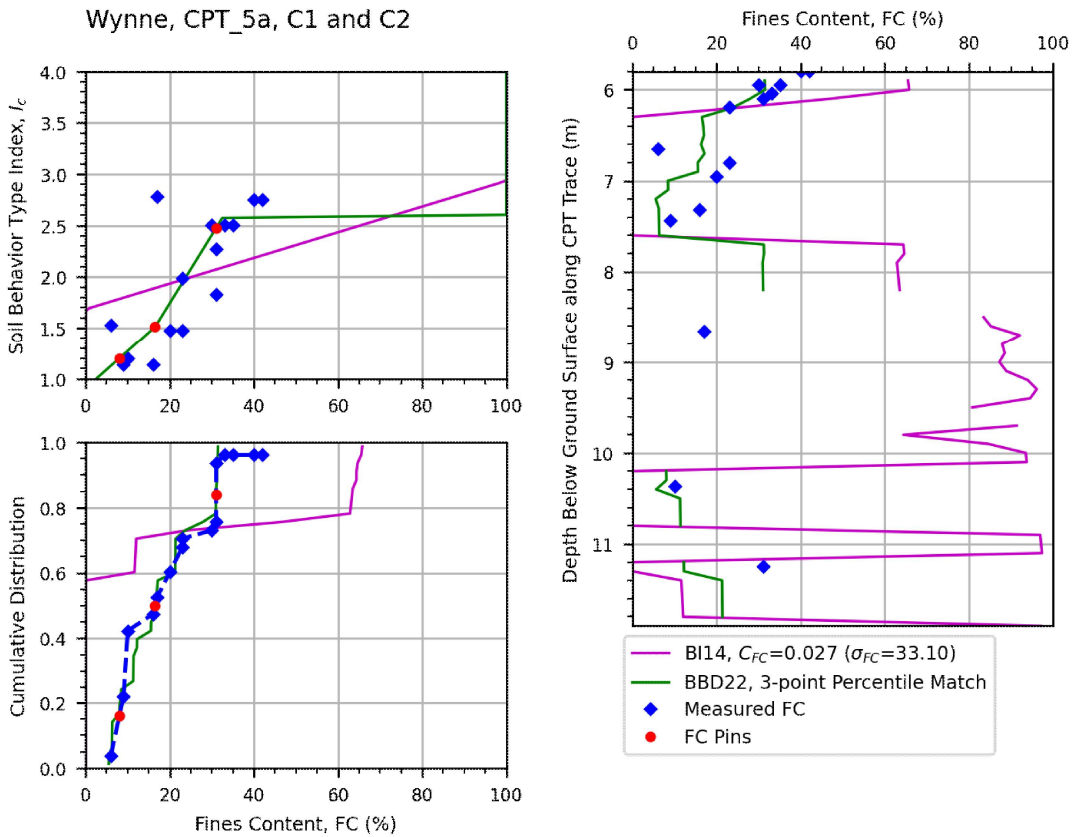 Wynne, CPT_5a, C1 and C2
Soil Behavior Type Index, I_c
4.0
3.5
3.0
2.5
2.0
1.5
1.0
0 20 40 60 80 100
Cumulative Distribution
1.0
0.8
0.6
0.4
0.2
0.0
0 20 40 60 80 100
Fines Content, FC (%)
Fines Content, FC (%)
0 20 40 60 80 100
Depth Below Ground Surface along CPT Trace (m)
6
7
8
9
10
11
BI14, C_FC=0.027 (σ_FC=33.10)
BBD22, 3-point Percentile Match
Measured FC
FC Pins